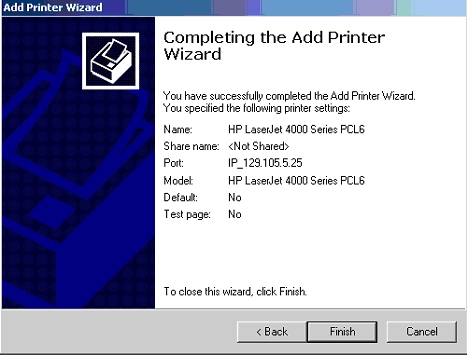 Add Printer Wizard
Completing the Add Printer
Wizard
You have successfully completed the Add Printer Wizard.
You specified the following printer settings:
Name: HP LaserJet 4000 Series PCL6
Share name: <Not Shared>
Port: IP_129.105.5.25
Model: HP LaserJet 4000 Series PCL6
Default: No
Test page: No
To close this wizard, click Finish.
< Back Finish Cancel